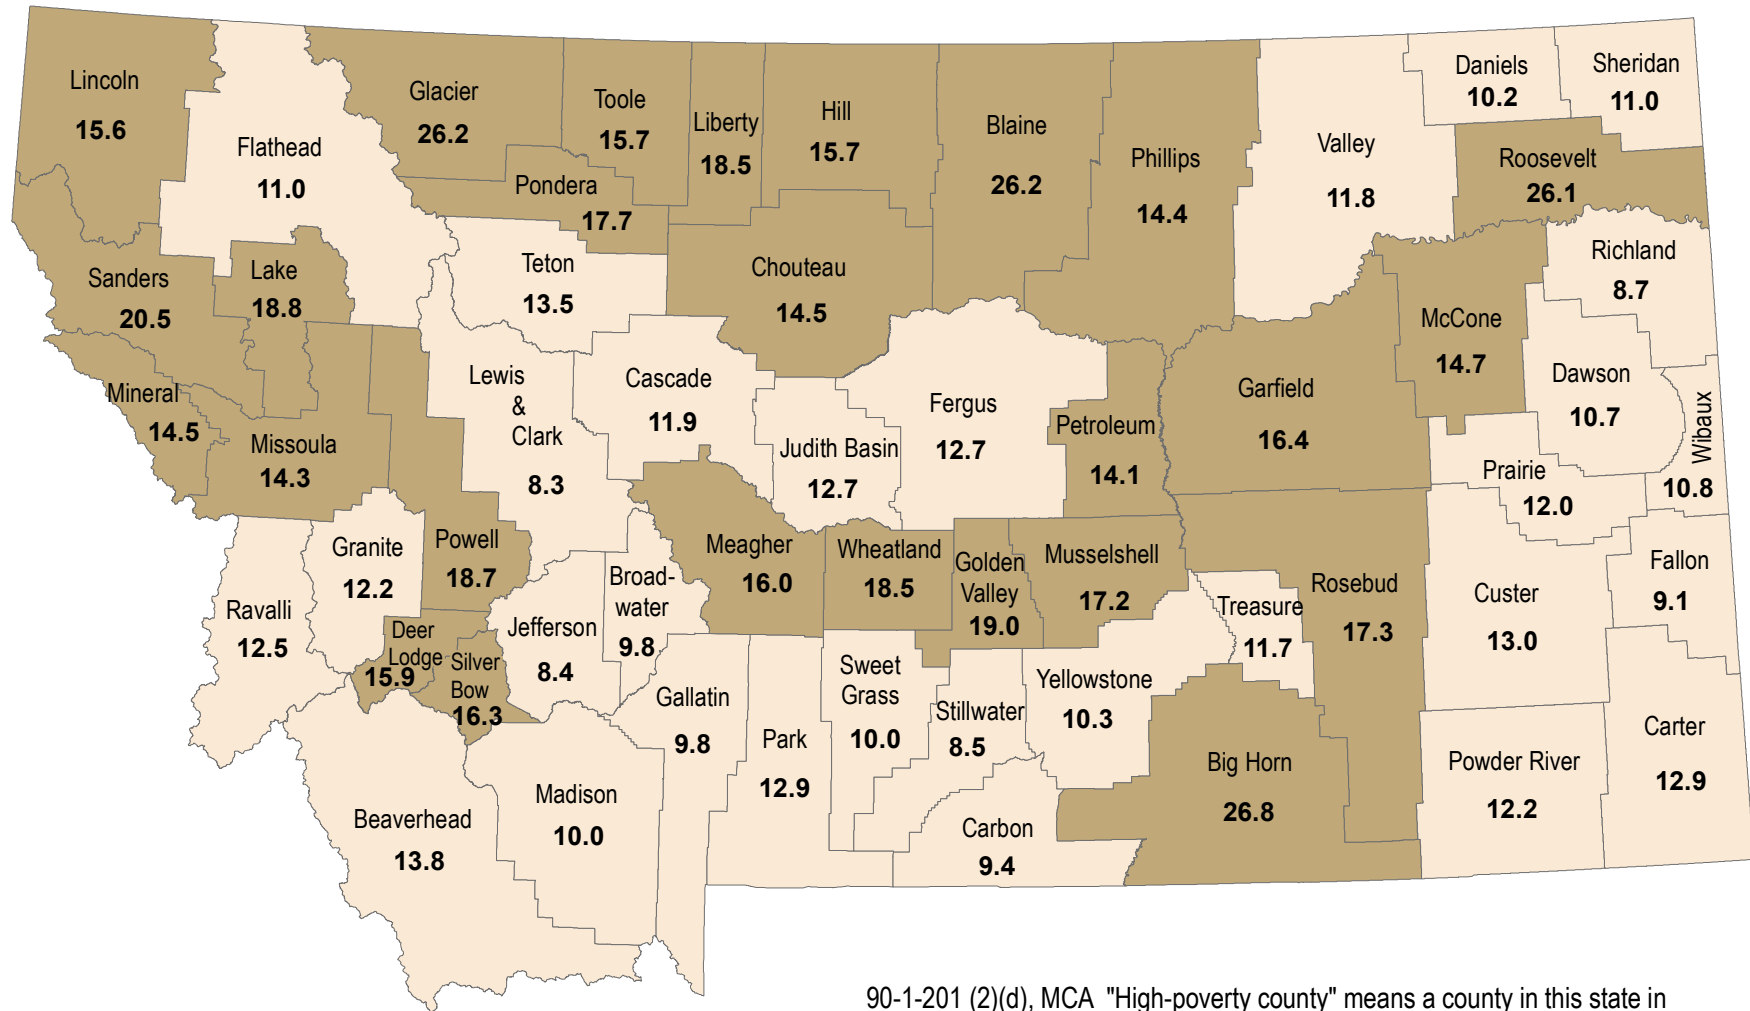 Lincoln
15.6
Flathead
11.0
Glacier
26.2
Toole
15.7
Liberty
18.5
Hill
15.7
Blaine
26.2
Phillips
14.4
Valley
11.8
Daniels
10.2
Sheridan
11.0
Roosevelt
26.1
Pondera
17.7
Sanders
20.5
Lake
18.8
Teton
13.5
Chouteau
14.5
Richland
8.7
McCone
14.7
Mineral
14.5
Missoula
14.3
Lewis
&
Clark
8.3
Cascade
11.9
Judith Basin
12.7
Fergus
12.7
Petroleum
14.1
Garfield
16.4
Dawson
10.7
Wibaux
10.8
Prairie
12.0
Ravalli
12.5
Granite
12.2
Powell
18.7
Deer
Lodge
15.9
Silver
Bow
16.3
Jefferson
8.4
Broad-
water
9.8
Meagher
16.0
Wheatland
18.5
Golden
Valley
19.0
Musselshell
17.2
Treasure
11.7
Rosebud
17.3
Custer
13.0
Fallon
9.1
Beaverhead
13.8
Madison
10.0
Gallatin
9.8
Park
12.9
Sweet
Grass
10.0
Stillwater
8.5
Yellowstone
10.3
Carbon
9.4
Big Horn
26.8
Powder River
12.2
Carter
12.9
90-1-201 (2)(d), MCA "High-poverty county" means a county in this state in